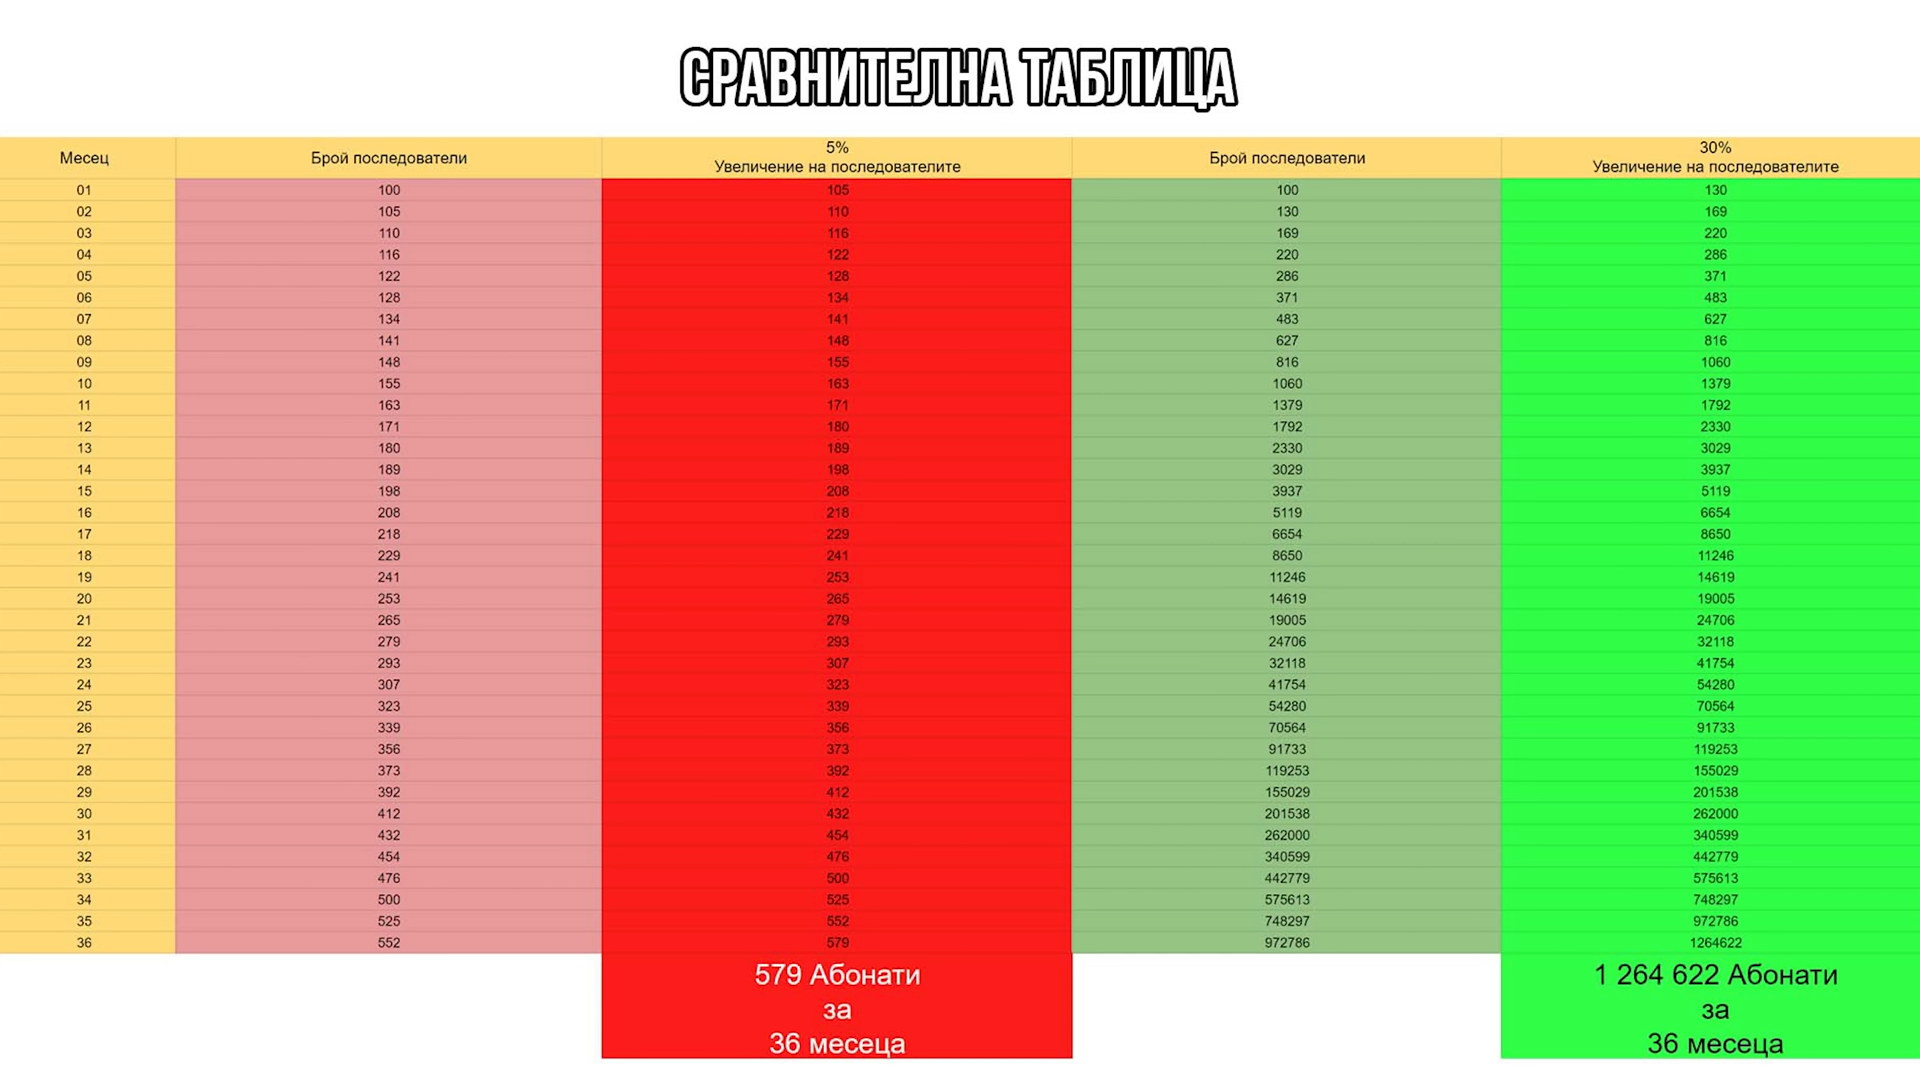 СРАВНИТЕЛНА ТАБЛИЦА
Месец Брой последователи 5% Увеличение на последователите Брой последователи 30% Увеличение на последователите
01 100 105 100 130
02 105 110 130 169
03 110 116 169 220
04 116 122 220 286
05 122 128 286 371
06 128 134 371 483
07 134 141 483 627
08 141 148 627 816
09 148 155 816 1060
10 155 163 1060 1379
11 163 171 1379 1792
12 171 180 1792 2330
13 180 189 2330 3029
14 189 198 3029 3937
15 198 208 3937 5119
16 208 218 5119 6654
17 218 229 6654 8650
18 229 241 8650 11246
19 241 253 11246 14619
20 253 265 14619 19005
21 265 279 19005 24706
22 279 293 24706 32118
23 293 307 32118 41754
24 307 323 41754 54280
25 323 339 54280 70564
26 339 356 70564 91733
27 356 373 91733 119253
28 373 392 119253 155029
29 392 412 155029 201538
30 412 432 201538 262000
31 432 454 262000 340599
32 454 476 340599 442779
33 476 500 442779 575613
34 500 525 575613 748297
35 525 552 748297 972786
36 552 579 972786 1264622
579 Абонати
за
36 месеца
1 264 622 Абонати
за
36 месеца